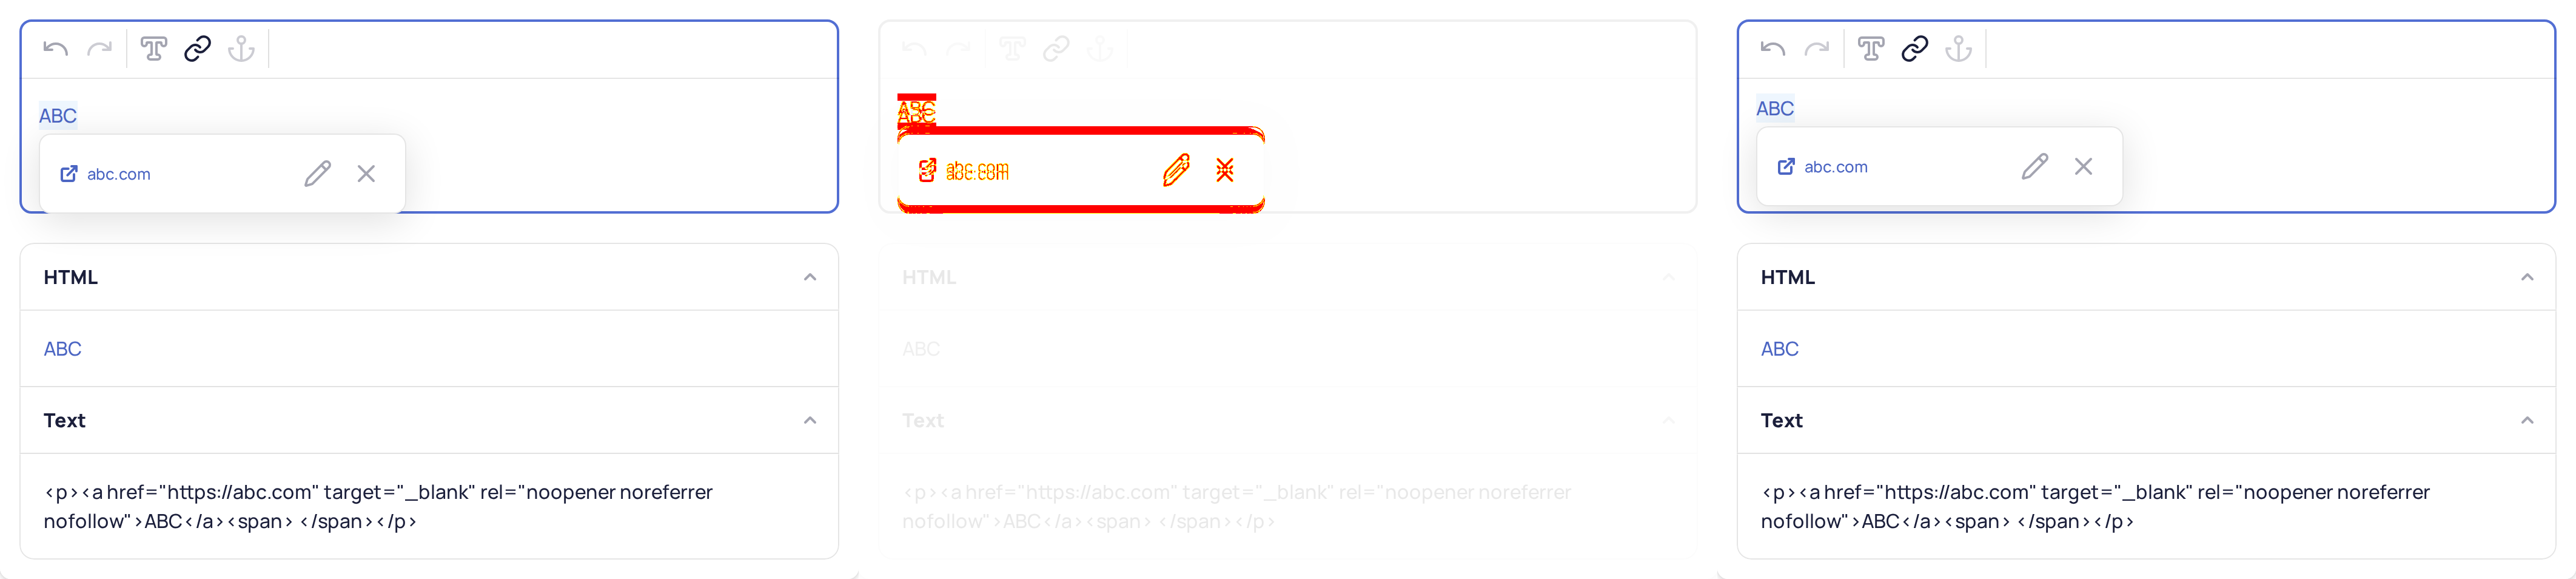 ABC
abc.com
HTML
ABC
Text
<p><a href="https://abc.com" target="_blank" rel="noopener noreferrer
nofollow">ABC</a><span> </span></p>
ABC
abc.com
HTML
ABC
Text
<p><a href="https://abc.com" target="_blank" rel="noopener noreferrer
nofollow">ABC</a><span> </span></p>
ABC
abc.com
HTML
ABC
Text
<p><a href="https://abc.com" target="_blank" rel="noopener noreferrer
nofollow">ABC</a><span> </span></p>